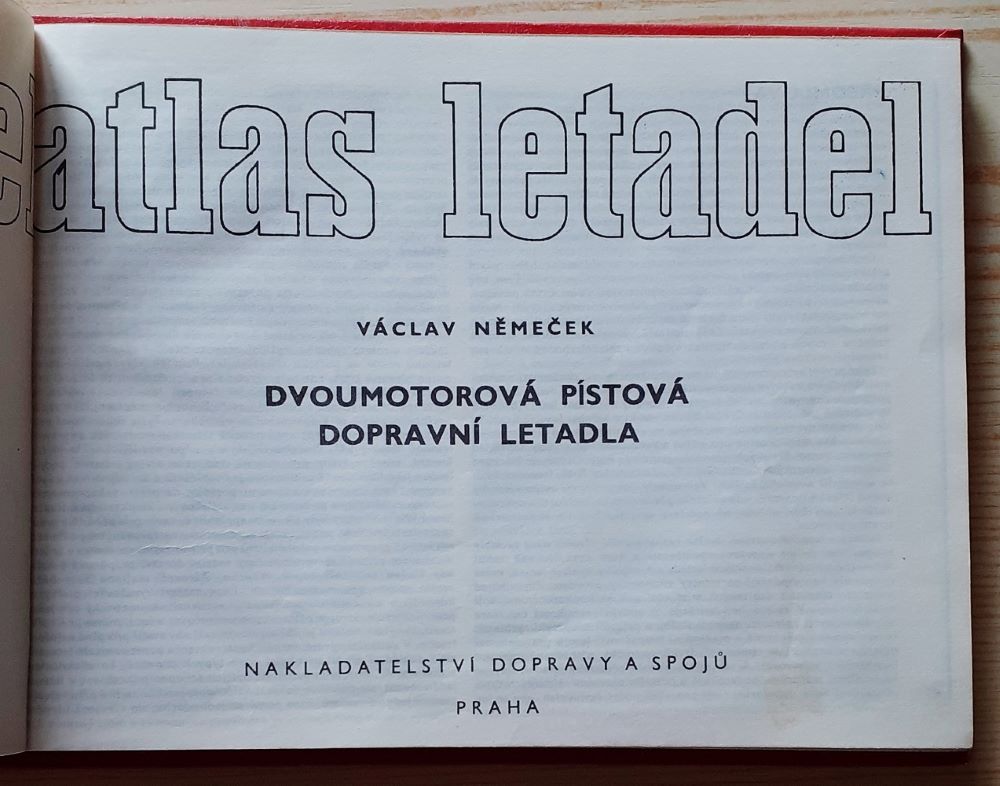 atlas letadel
VÁCLAV NĚMEČEK
DVOUMOTOROVÁ PÍSTOVÁ
DOPRAVNÍ LETADLA
NAKLADATELSTVÍ DOPRAVY A SPOJŮ
PRAHA